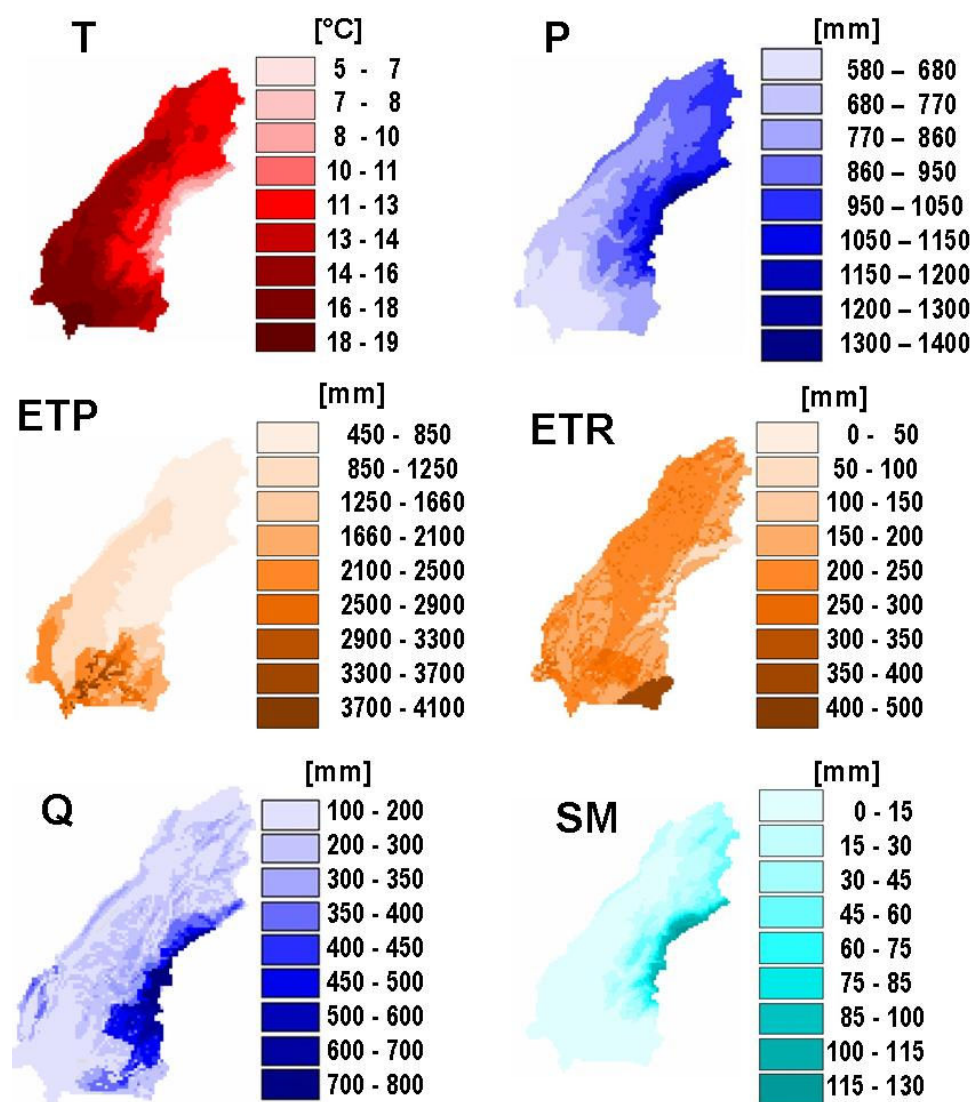 T
[°C]
5 - 7
7 - 8
8 - 10
10 - 11
11 - 13
13 - 14
14 - 16
16 - 18
18 - 19
P
[mm]
580 – 680
680 – 770
770 – 860
860 – 950
950 – 1050
1050 – 1150
1150 – 1200
1200 – 1300
1300 – 1400
ETP
[mm]
450 - 850
850 - 1250
1250 - 1660
1660 - 2100
2100 - 2500
2500 - 2900
2900 - 3300
3300 - 3700
3700 - 4100
ETR
[mm]
0 - 50
50 - 100
100 - 150
150 - 200
200 - 250
250 - 300
300 - 350
350 - 400
400 - 500
Q
[mm]
100 - 200
200 - 300
300 - 350
350 - 400
400 - 450
450 - 500
500 - 600
600 - 700
700 - 800
SM
[mm]
0 - 15
15 - 30
30 - 45
45 - 60
60 - 75
75 - 85
85 - 100
100 - 115
115 - 130